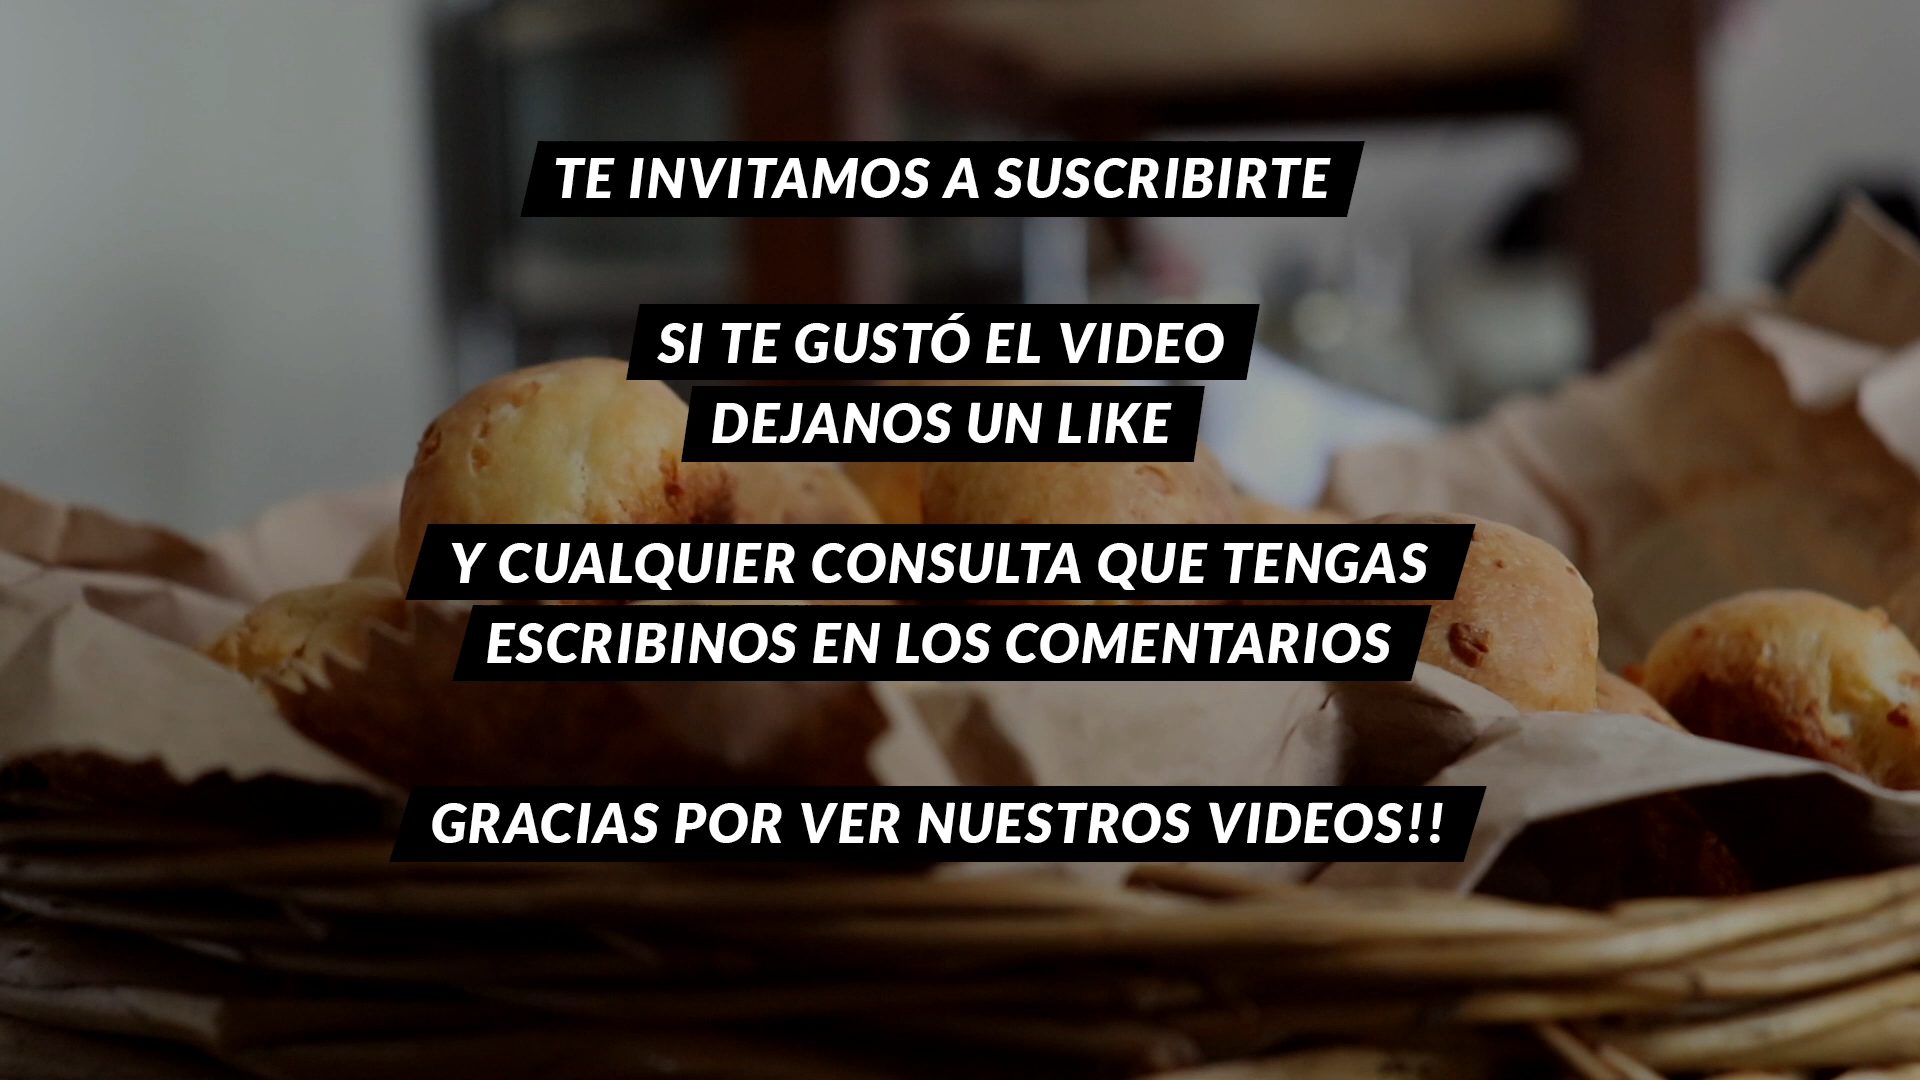 TE INVITAMOS A SUSCRIBIRTE
SI TE GUSTÓ EL VIDEO
DEJANOS UN LIKE
Y CUALQUIER CONSULTA QUE TENGAS
ESCRIBINOS EN LOS COMENTARIOS
GRACIAS POR VER NUESTROS VIDEOS!!